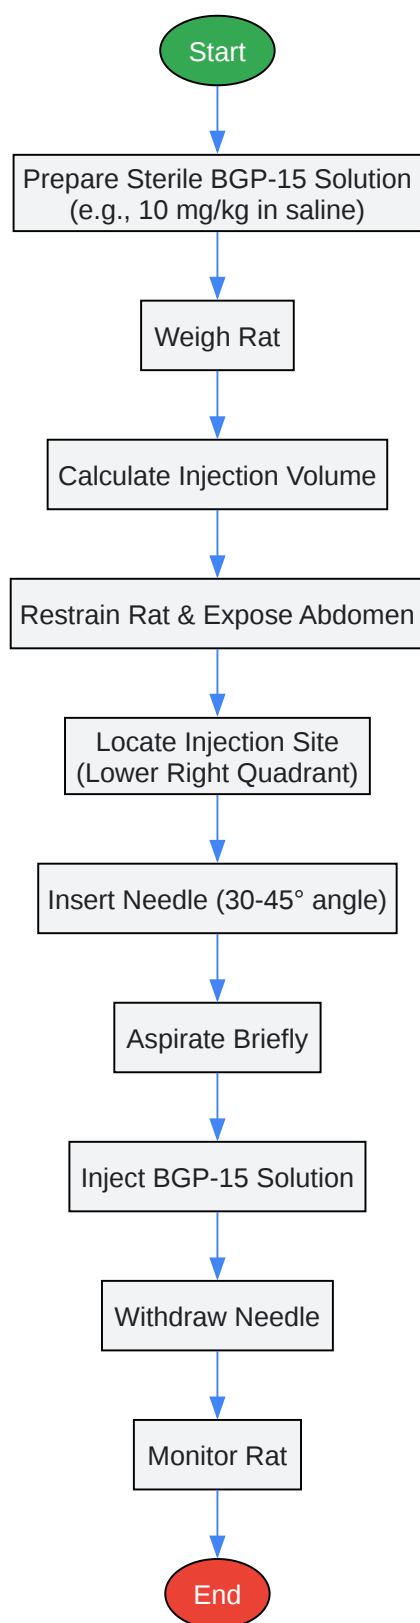 Start
Prepare Sterile BGP-15 Solution
(e.g., 10 mg/kg in saline)
Weigh Rat
Calculate Injection Volume
Restrain Rat & Expose Abdomen
Locate Injection Site
(Lower Right Quadrant)
Insert Needle (30-45° angle)
Aspirate Briefly
Inject BGP-15 Solution
Withdraw Needle
Monitor Rat
End